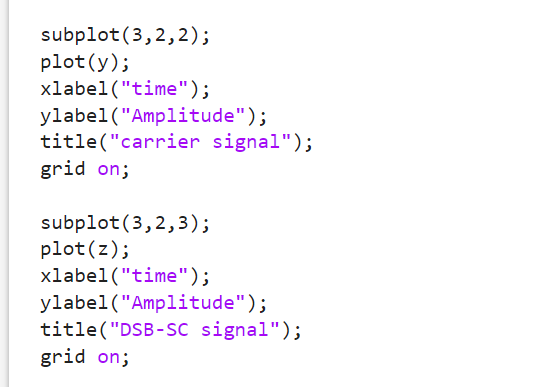 subplot(3,2,2);
plot(y);
xlabel("time");
ylabel("Amplitude");
title("carrier signal");
grid on;
subplot(3,2,3);
plot(z);
xlabel("time");
ylabel("Amplitude");
title("DSB-SC signal");
grid on;